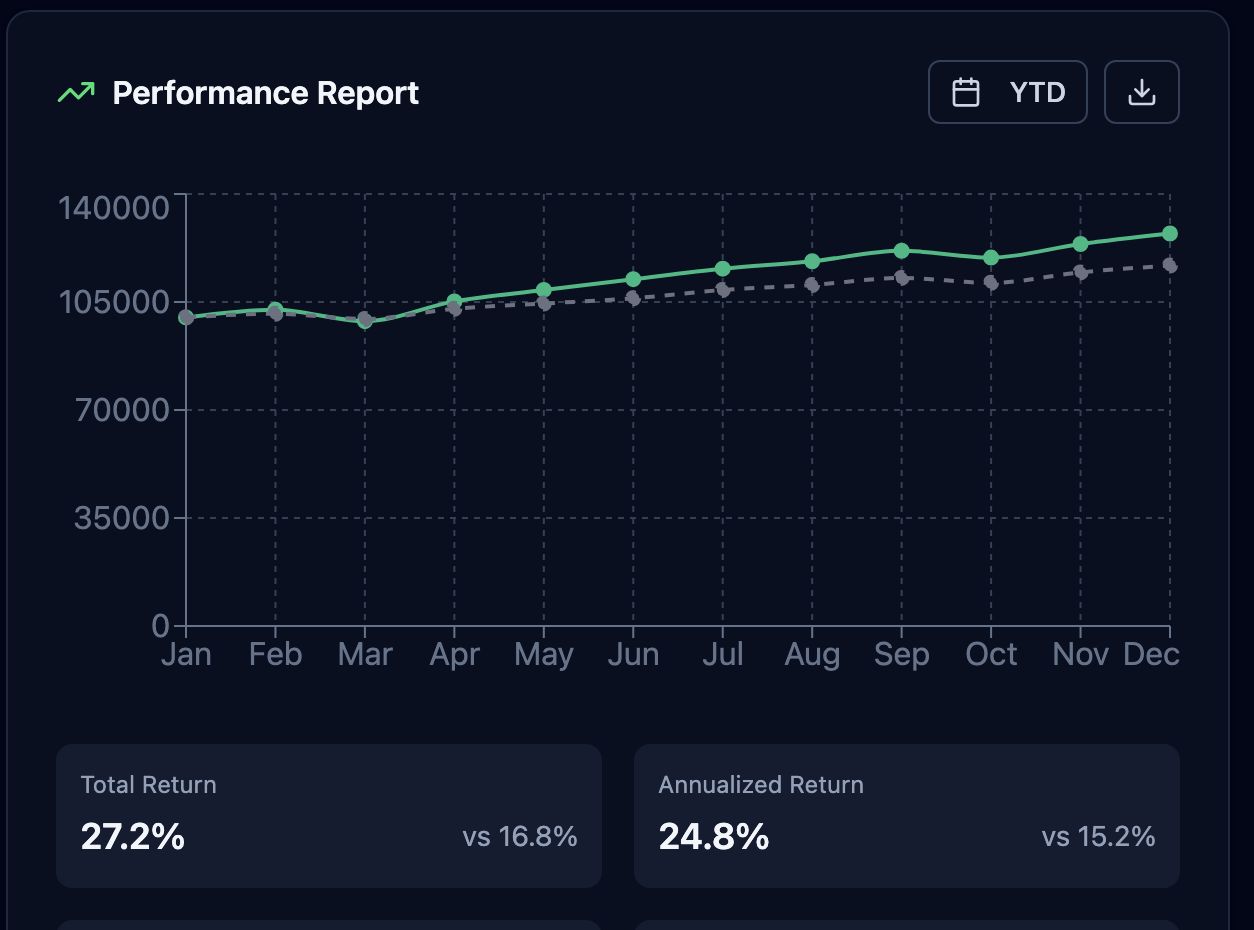 Performance Report
YTD
140000
105000
70000
35000
0
Jan Feb Mar Apr May Jun Jul Aug Sep Oct Nov Dec
Total Return
27.2% vs 16.8%
Annualized Return
24.8% vs 15.2%